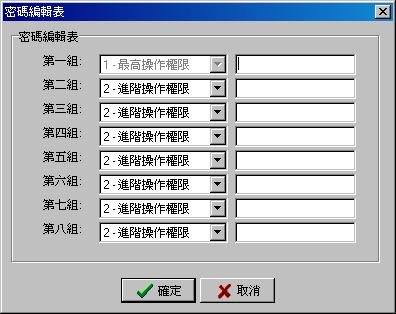 密碼編輯表
密碼編輯表
第一組: 1 - 最高操作權限
第二組: 2 - 進階操作權限
第三組: 2 - 進階操作權限
第四組: 2 - 進階操作權限
第五組: 2 - 進階操作權限
第六組: 2 - 進階操作權限
第七組: 2 - 進階操作權限
第八組: 2 - 進階操作權限
確定 取消